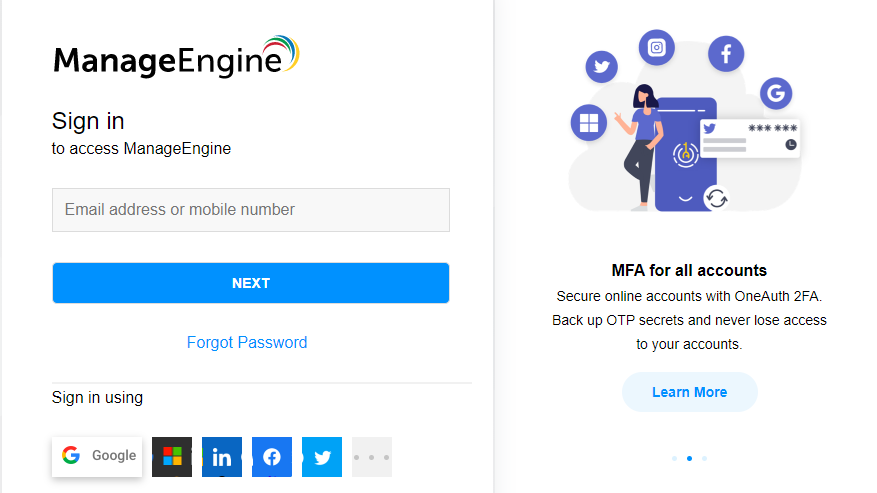 ManageEngine
Sign in
to access ManageEngine
Email address or mobile number
NEXT
Forgot Password
Sign in using
Google
in
*** ***
MFA for all accounts
Secure online accounts with OneAuth 2FA.
Back up OTP secrets and never lose access
to your accounts.
Learn More